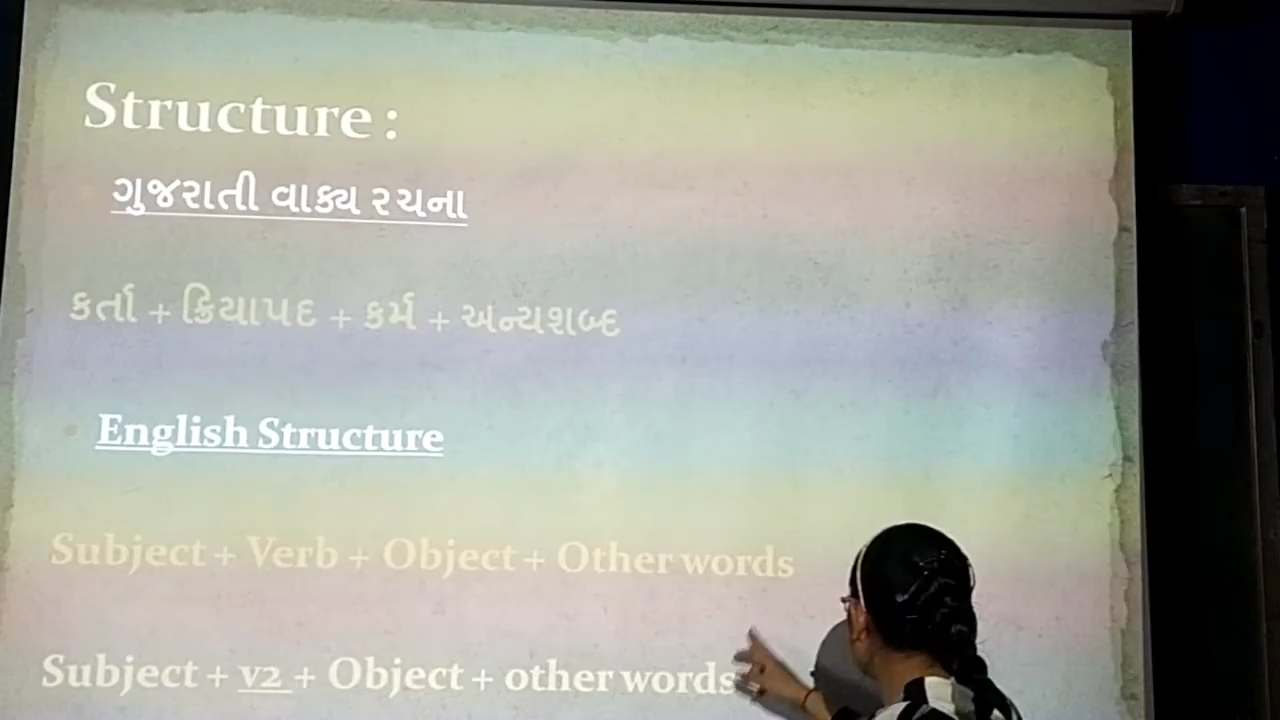 Structure :
ગુજરાતી વાક્ય રચના
કર્તા + ક્રિયાપદ + કર્મ + અન્યશબ્દ
English Structure
Subject + Verb + Object + Other words
Subject + v2 + Object + other words